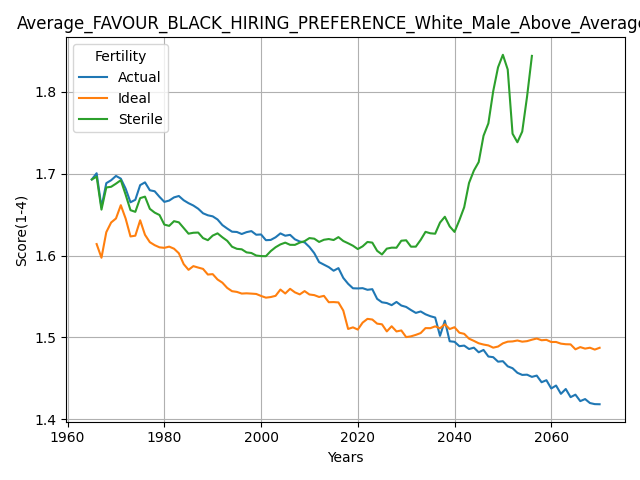 Average_FAVOUR_BLACK_HIRING_PREFERENCE_White_Male_Above_Average
Fertility
Actual
Ideal
Sterile
Score(1-4)
1.8
1.7
1.6
1.5
1.4
1960 1980 2000 2020 2040 2060
Years